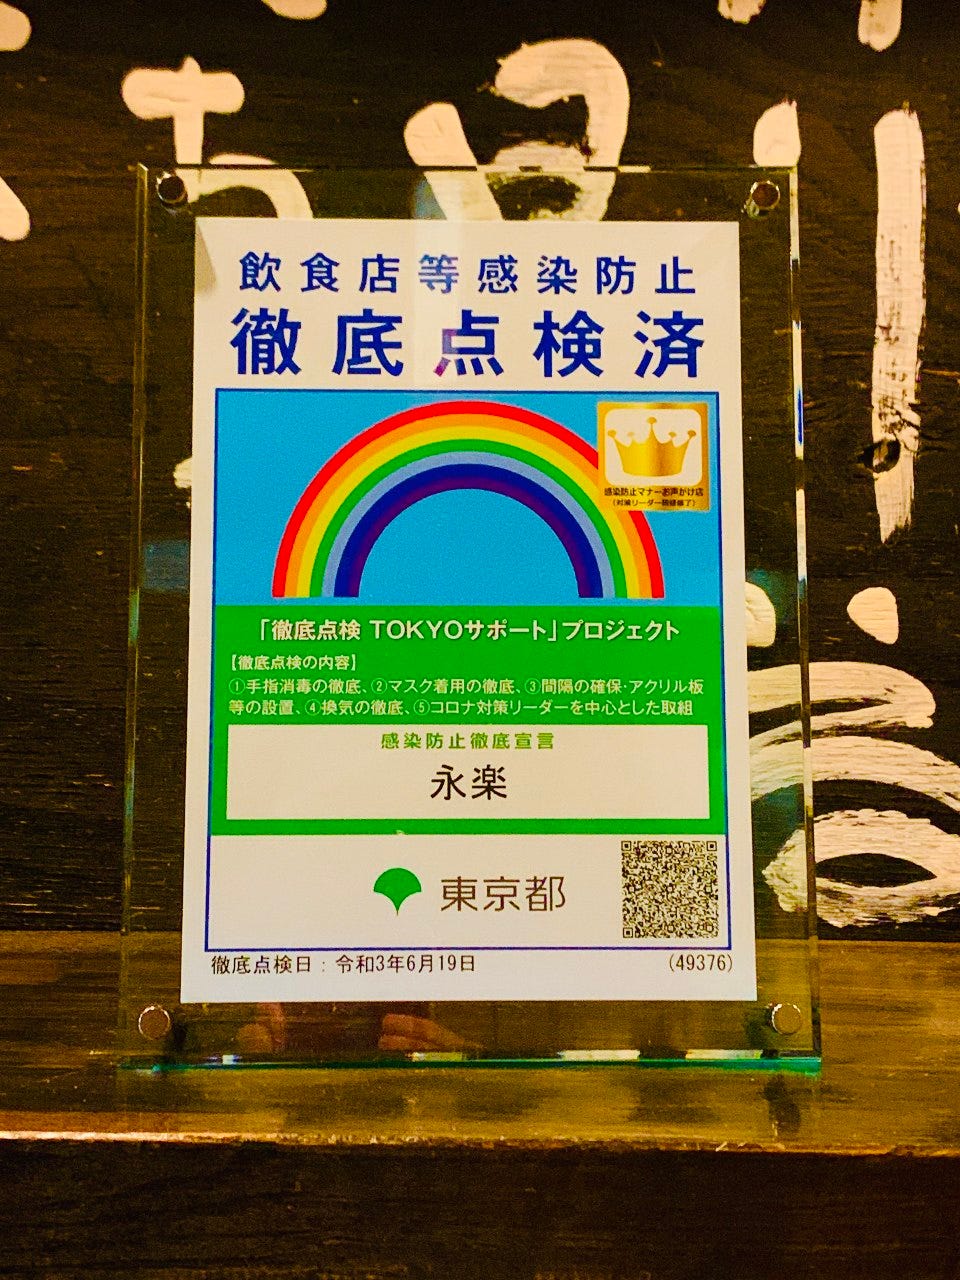 飲食店等感染防止
徹底点検済
感染防止マナーお声がけ店
(対策リーダー研修修了)
「徹底点検 TOKYOサポート」プロジェクト
【徹底点検の内容】
①手指消毒の徹底、②マスク着用の徹底、③間隔の確保・アクリル板
等の設置、④換気の徹底、⑤コロナ対策リーダーを中心とした取組
感染防止徹底宣言
永楽
東京都
徹底点検日：令和3年6月19日
(49376)